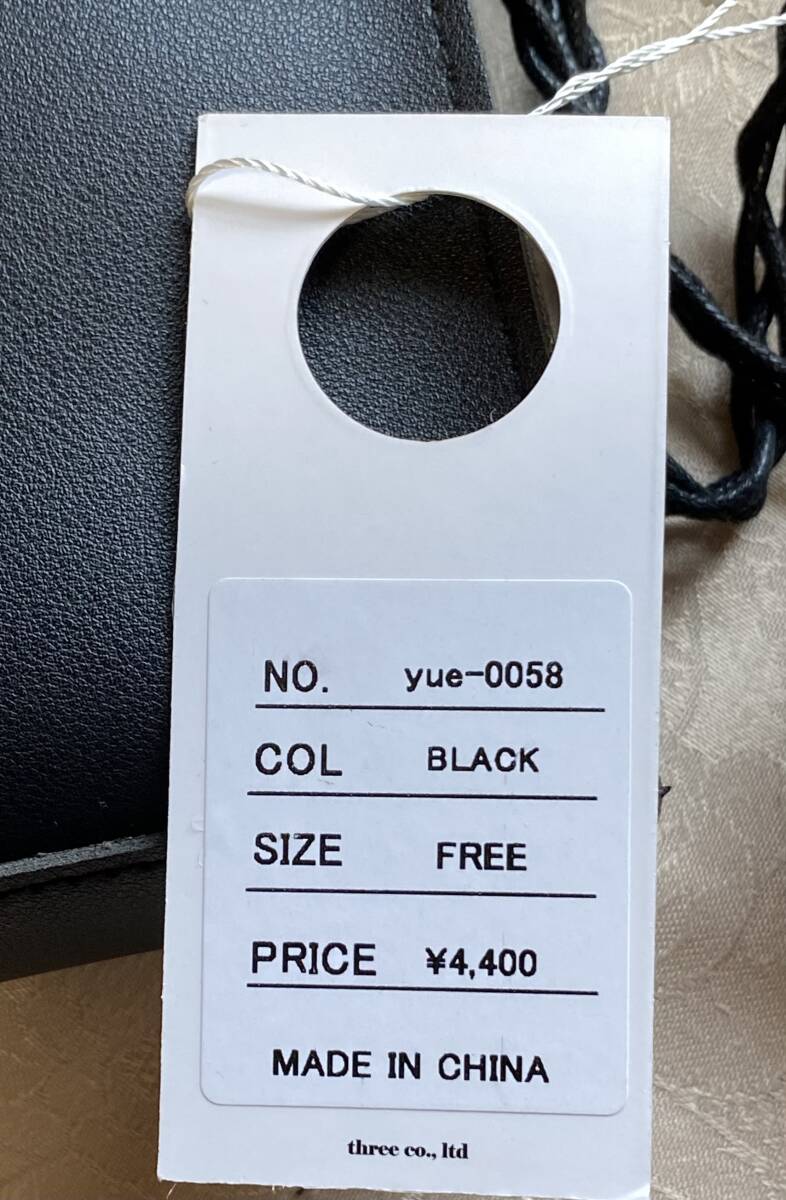 NO. yue-0058
COL BLACK
SIZE FREE
PRICE ¥4,400
MADE IN CHINA
three co., ltd